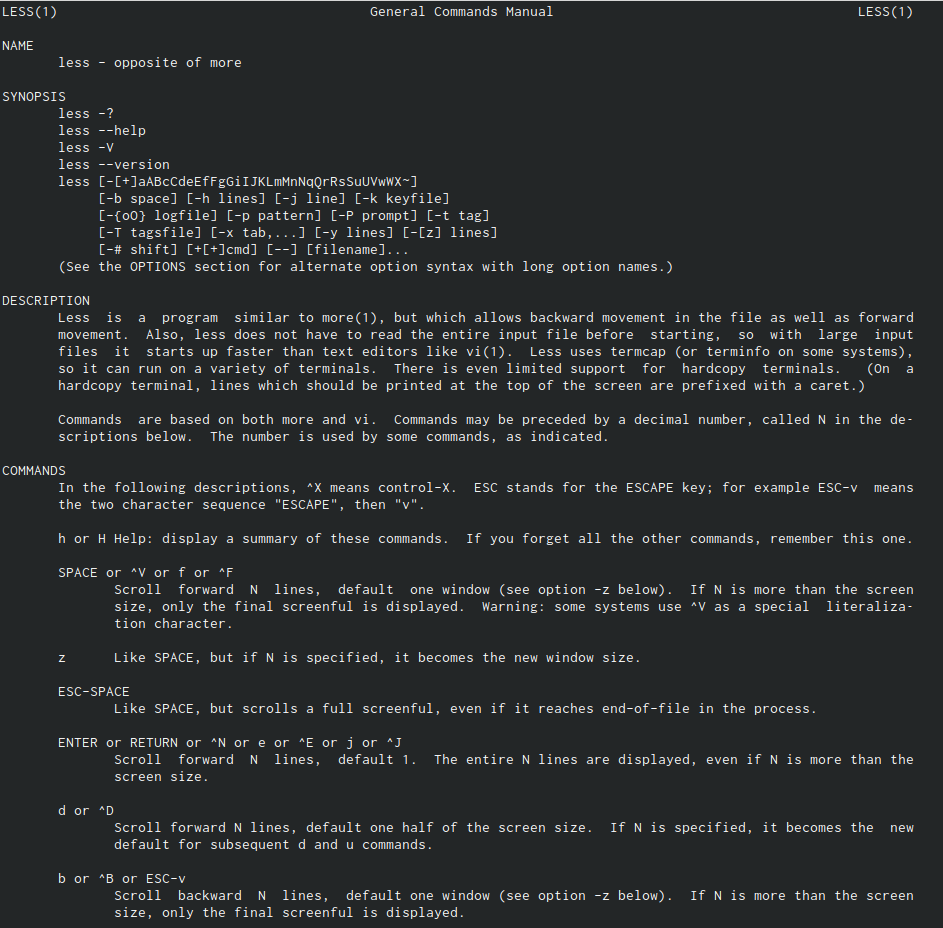 LESS(1)                                General Commands Manual                                      LESS(1)

NAME
       less - opposite of more

SYNOPSIS
       less -?
       less --help
       less -V
       less --version
       less [-[+]aABcCdeEfFgGiIJKLmMnNqQrRsSuUVwWX~]
            [-b space] [-h lines] [-j line] [-k keyfile]
            [-{oO} logfile] [-p pattern] [-P prompt] [-t tag]
            [-T tagsfile] [-x tab,...] [-y lines] [-[z] lines]
            [-# shift] [+[+]cmd] [--] [filename]...
       (See the OPTIONS section for alternate option syntax with long option names.)

DESCRIPTION
       Less  is  a  program  similar to more(1), but which allows backward movement in the file as well as forward
       movement.  Also, less does not have to read the entire input file before  starting,  so  with  large  input
       files  it  starts up faster than text editors like vi(1).  Less uses termcap (or terminfo on some systems),
       so it can run on a variety of terminals.  There is even limited support  for  hardcopy  terminals.   (On  a
       hardcopy terminal, lines which should be printed at the top of the screen are prefixed with a caret.)

       Commands  are based on both more and vi.  Commands may be preceded by a decimal number, called N in the de-
       scriptions below.  The number is used by some commands, as indicated.

COMMANDS
       In the following descriptions, ^X means control-X.  ESC stands for the ESCAPE key; for example ESC-v  means
       the two character sequence "ESCAPE", then "v".

       h or H Help: display a summary of these commands.  If you forget all the other commands, remember this one.

       SPACE or ^V or f or ^F
              Scroll  forward  N  lines,  default  one window (see option -z below).  If N is more than the screen
              size, only the final screenful is displayed.  Warning: some systems use ^V as a special  literaliza-
              tion character.

       z      Like SPACE, but if N is specified, it becomes the new window size.

       ESC-SPACE
              Like SPACE, but scrolls a full screenful, even if it reaches end-of-file in the process.

       ENTER or RETURN or ^N or e or ^E or j or ^J
              Scroll  forward  N  lines,  default 1.  The entire N lines are displayed, even if N is more than the
              screen size.

       d or ^D
              Scroll forward N lines, default one half of the screen size.  If N is specified, it becomes the  new
              default for subsequent d and u commands.

       b or ^B or ESC-v
              Scroll  backward  N  lines,  default one window (see option -z below).  If N is more than the screen
              size, only the final screenful is displayed.